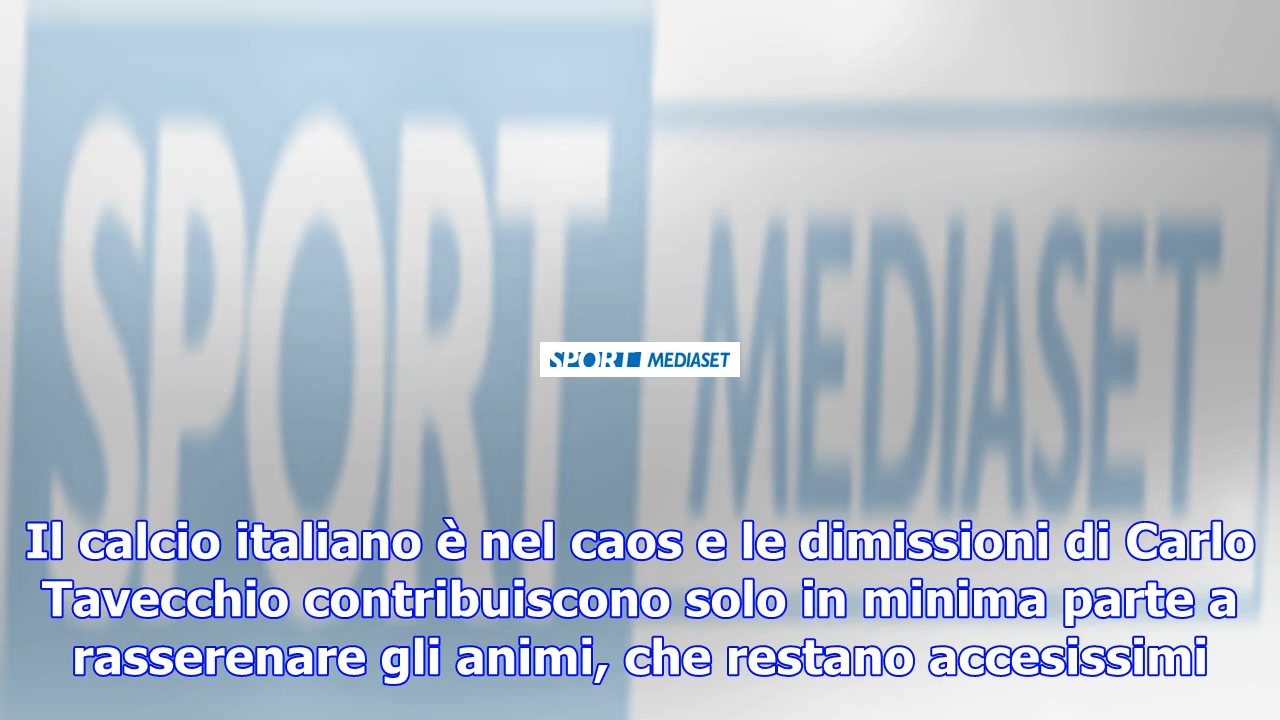 SPORT MEDIASET
SPORT MEDIASET
Il calcio italiano è nel caos e le dimissioni di Carlo
Tavecchio contribuiscono solo in minima parte a
rasserenare gli animi, che restano accesissimi